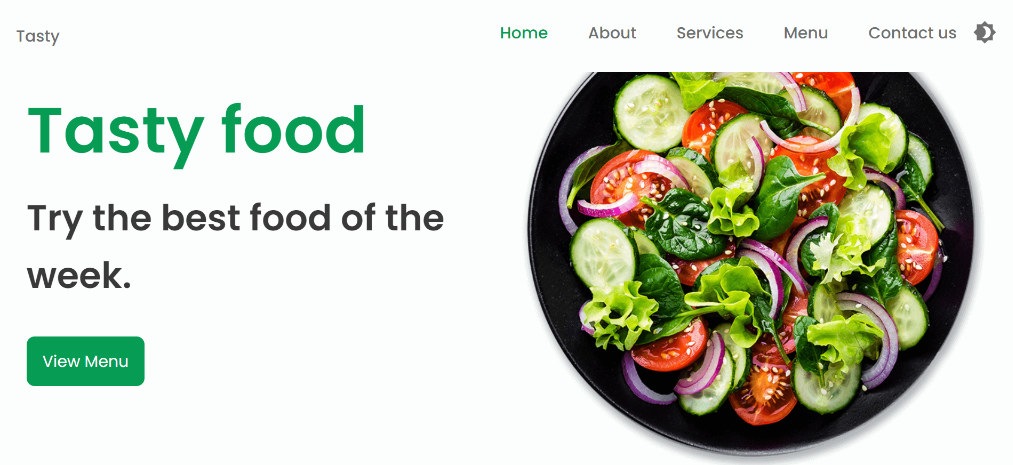 Tasty
Home About Services Menu Contact us
Tasty food
Try the best food of the
week.
View Menu